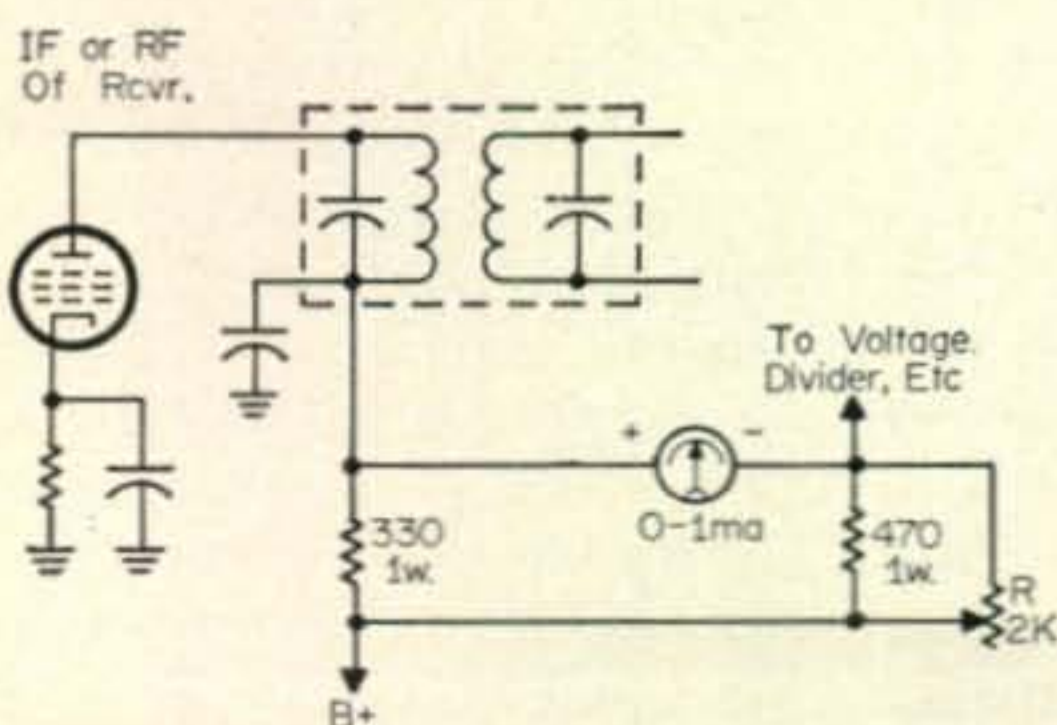 IF or RF
Of Rcvr.
To Voltage
Divider, Etc
+
-
0-1ma
330
1w.
470
1w.
R
2K
B+